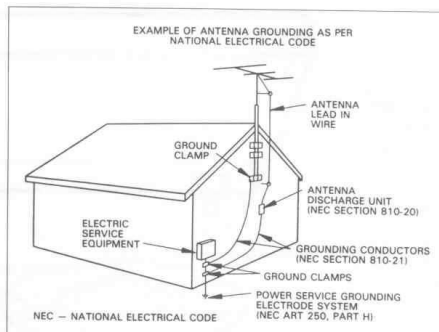 EXAMPLE OF ANTENNA GROUNDING AS PER
NATIONAL ELECTRICAL CODE
ANTENNA
LEAD IN
WIRE
GROUND
CLAMP
ANTENNA
DISCHARGE UNIT
(NEC SECTION 810-20)
ELECTRIC
SERVICE
EQUIPMENT
GROUNDING CONDUCTORS
(NEC SECTION 810-21)
GROUND CLAMPS
POWER SERVICE GROUNDING
ELECTRODE SYSTEM
(NEC ART 250, PART H)
NEC — NATIONAL ELECTRICAL CODE